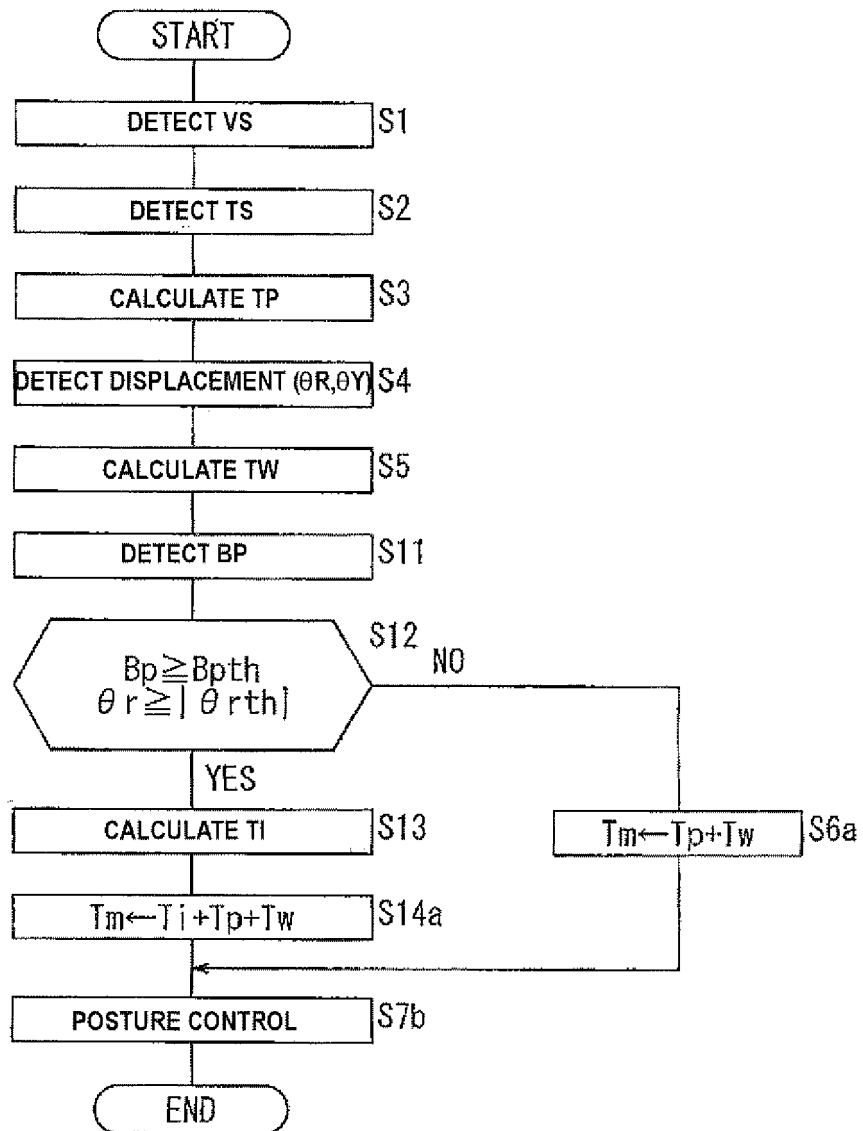 START
DETECT VS S1
DETECT TS S2
CALCULATE TP S3
DETECT DISPLACEMENT (θR,θY) S4
CALCULATE TW S5
DETECT BP S11
S12
Bp≧Bpth
θr≧|θrth|
NO
YES
CALCULATE TI S13
Tm←Tp+Tw S6a
Tm←Ti+Tp+Tw S14a
POSTURE CONTROL S7b
END